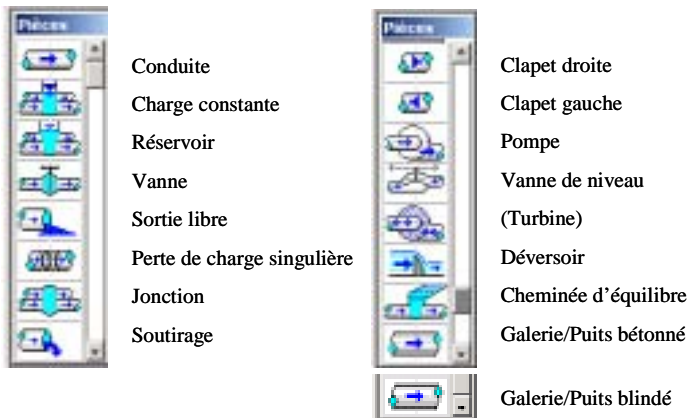 Pièces
Conduite
Charge constante
Réservoir
Vanne
Sortie libre
Perte de charge singulière
Jonction
Soutirage
Pièces
Clapet droite
Clapet gauche
Pompe
Vanne de niveau
(Turbine)
Déversoir
Cheminée d’équilibre
Galerie/Puits bétonné
Galerie/Puits blindé